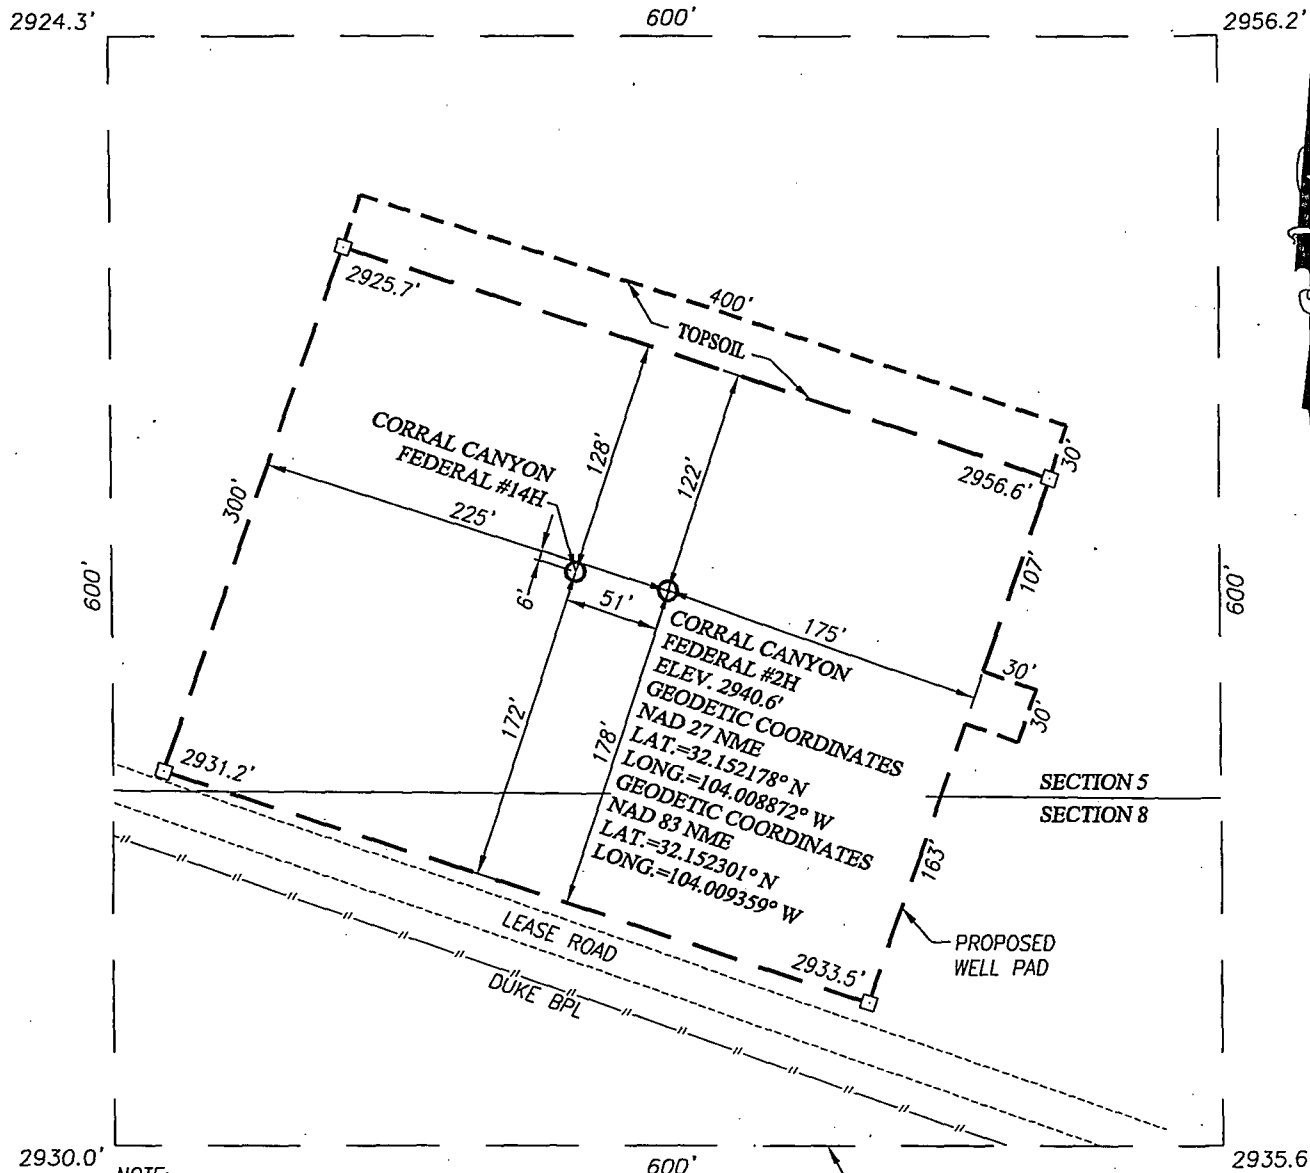 2924.3'
600'
2956.2'
2925.7'
400'
TOPSOIL
2956.6'
30'
CORRAL CANYON
FEDERAL #14H
128'
122'
300'
225'
107'
600'
6'
51'
175'
30'
30'
600'
CORRAL CANYON
FEDERAL #2H
ELEV. 2940.6'
GEODETIC COORDINATES
NAD 27 NME
LAT.=32.152178° N
LONG.=104.008872° W
GEODETIC COORDINATES
NAD 83 NME
LAT.=32.152301° N
LONG.=104.009359° W
172'
178'
2931.2'
SECTION 5
SECTION 8
163'
LEASE ROAD
2933.5'
PROPOSED
WELL PAD
DUKE BPL
2930.0'
NOTE:
600'
2935.6